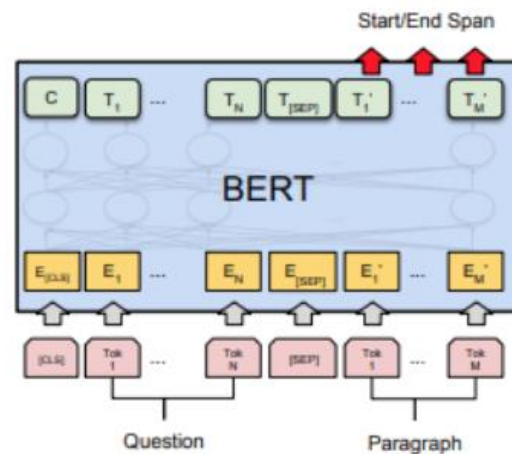 Start/End Span
C T1 ... TN T[SEP] T1' ... TM'
BERT
E[CLS] E1 ... EN E[SEP] E1' ... EM'
[CLS] Tok 1 ... Tok N [SEP] Tok 1 ... Tok M
Question Paragraph